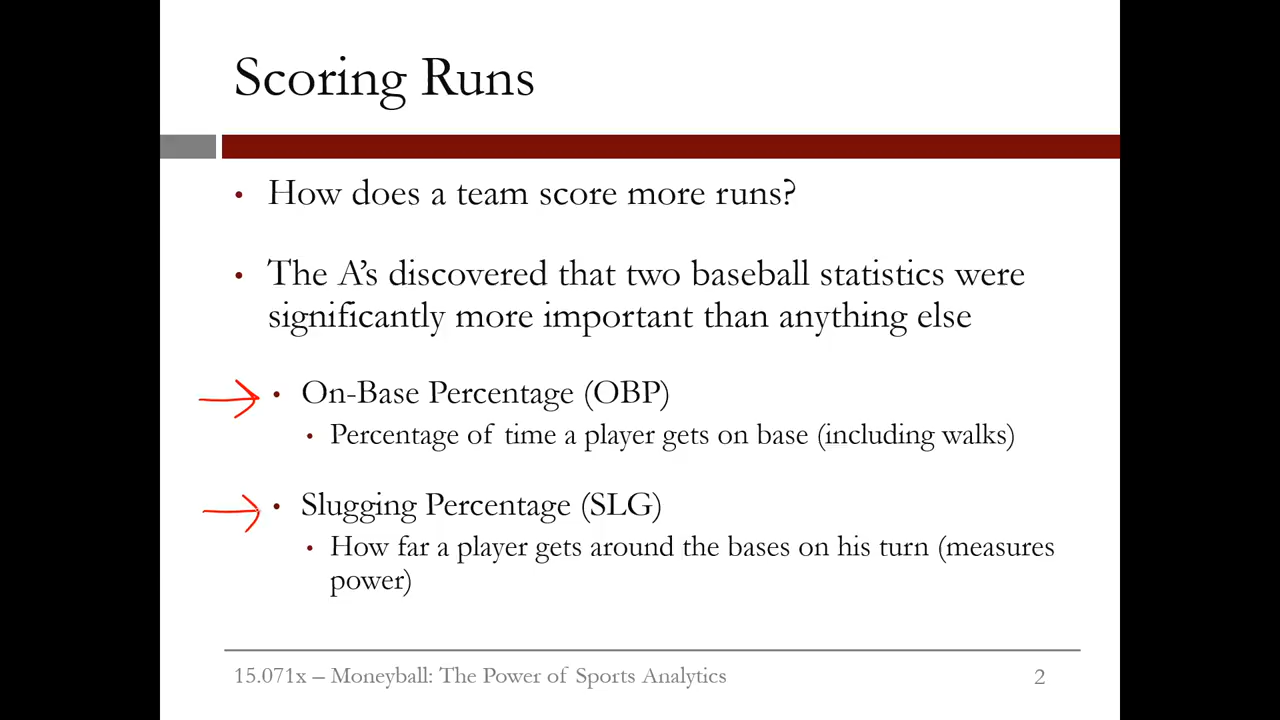 Scoring Runs
• How does a team score more runs?
• The A's discovered that two baseball statistics were
significantly more important than anything else
• On-Base Percentage (OBP)
• Percentage of time a player gets on base (including walks)
• Slugging Percentage (SLG)
• How far a player gets around the bases on his turn (measures
power)
15.071x – Moneyball: The Power of Sports Analytics
2